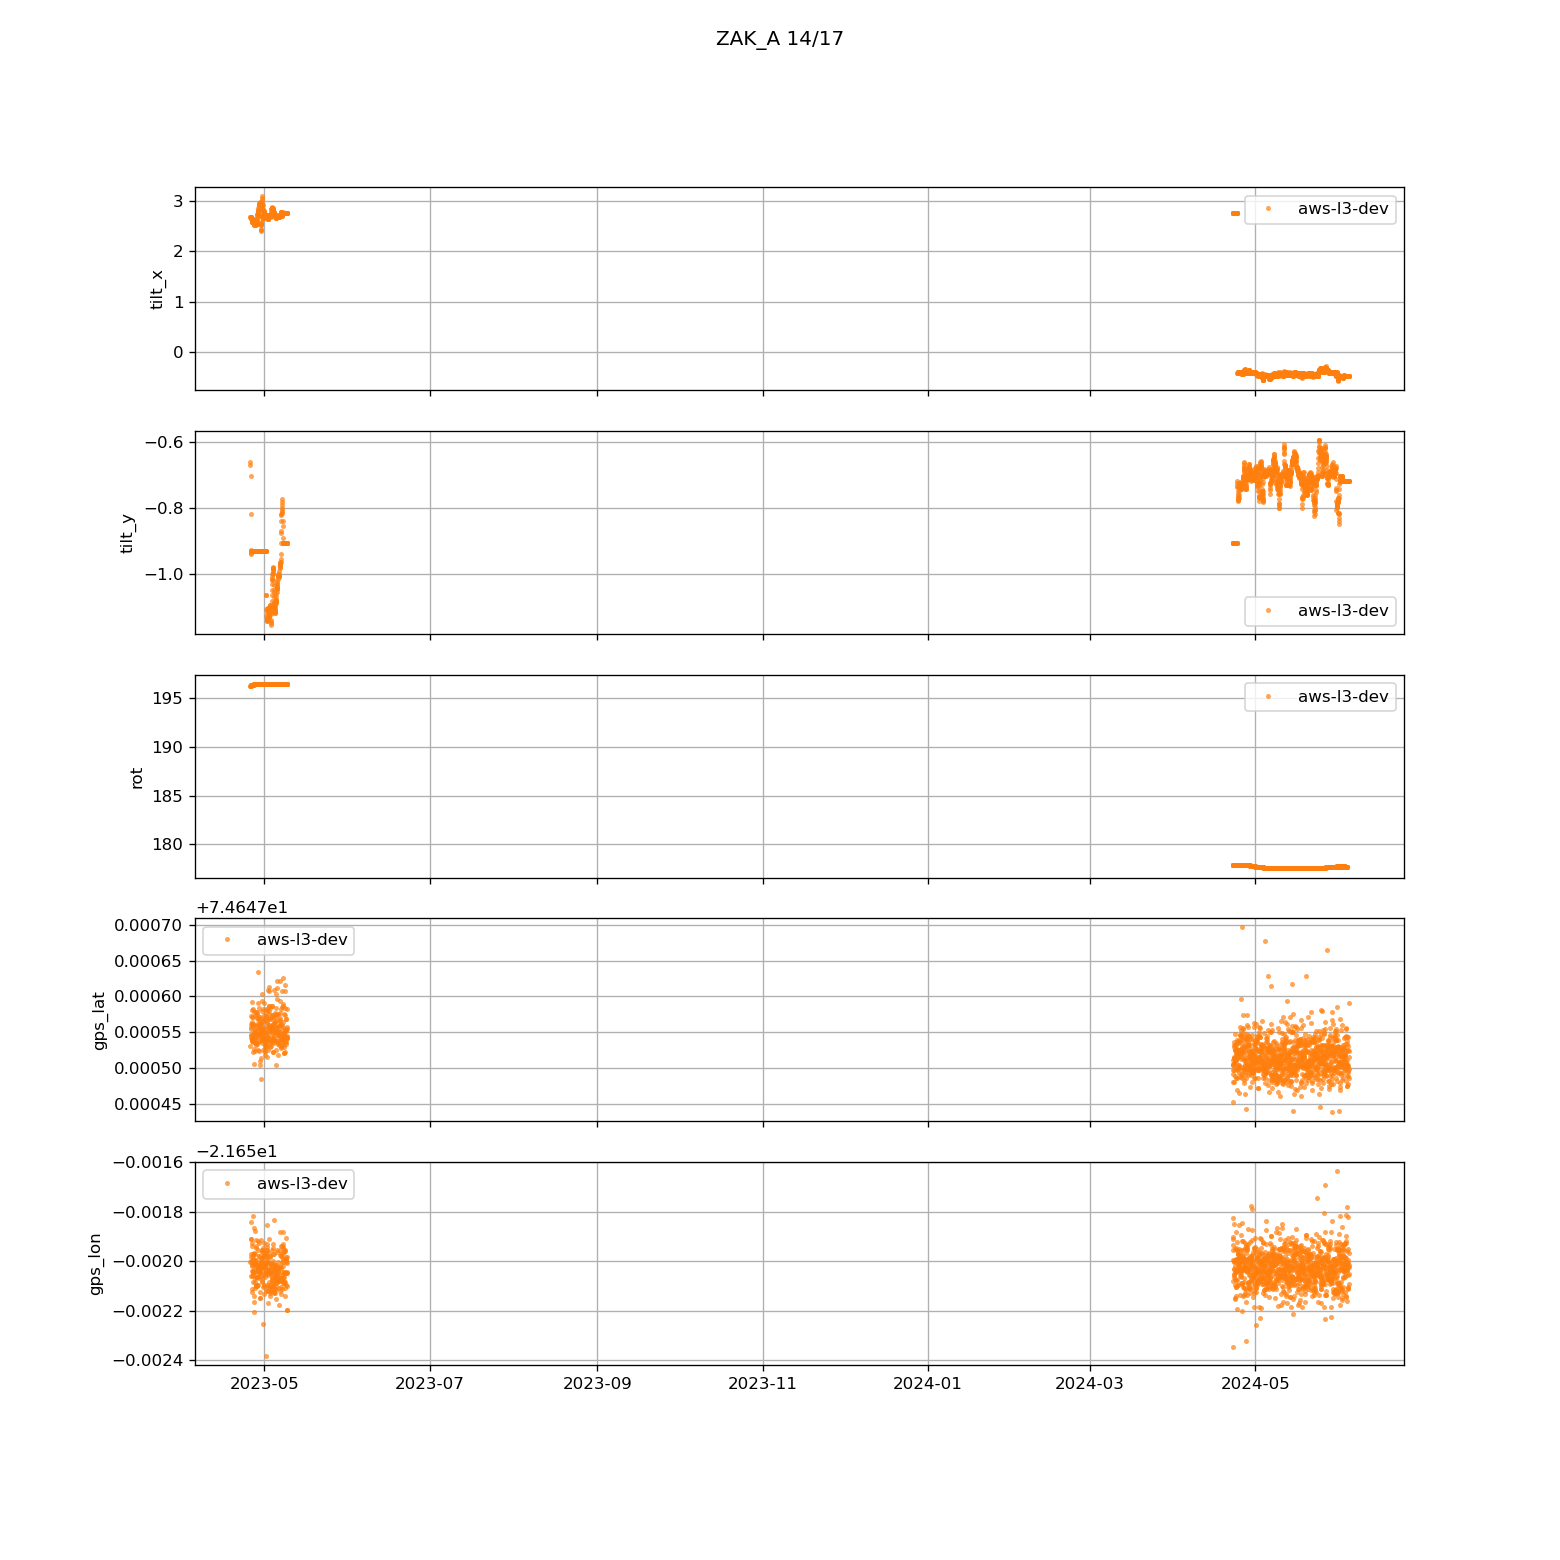 ZAK_A 14/17
3
2
1
0
tilt_x
aws-l3-dev
−0.6
−0.8
−1.0
tilt_y
aws-l3-dev
195
190
185
180
rot
aws-l3-dev
+7.4647e1
0.00070
0.00065
0.00060
0.00055
0.00050
0.00045
gps_lat
aws-l3-dev
−2.165e1
−0.0016
−0.0018
−0.0020
−0.0022
−0.0024
gps_lon
aws-l3-dev
2023-05 2023-07 2023-09 2023-11 2024-01 2024-03 2024-05